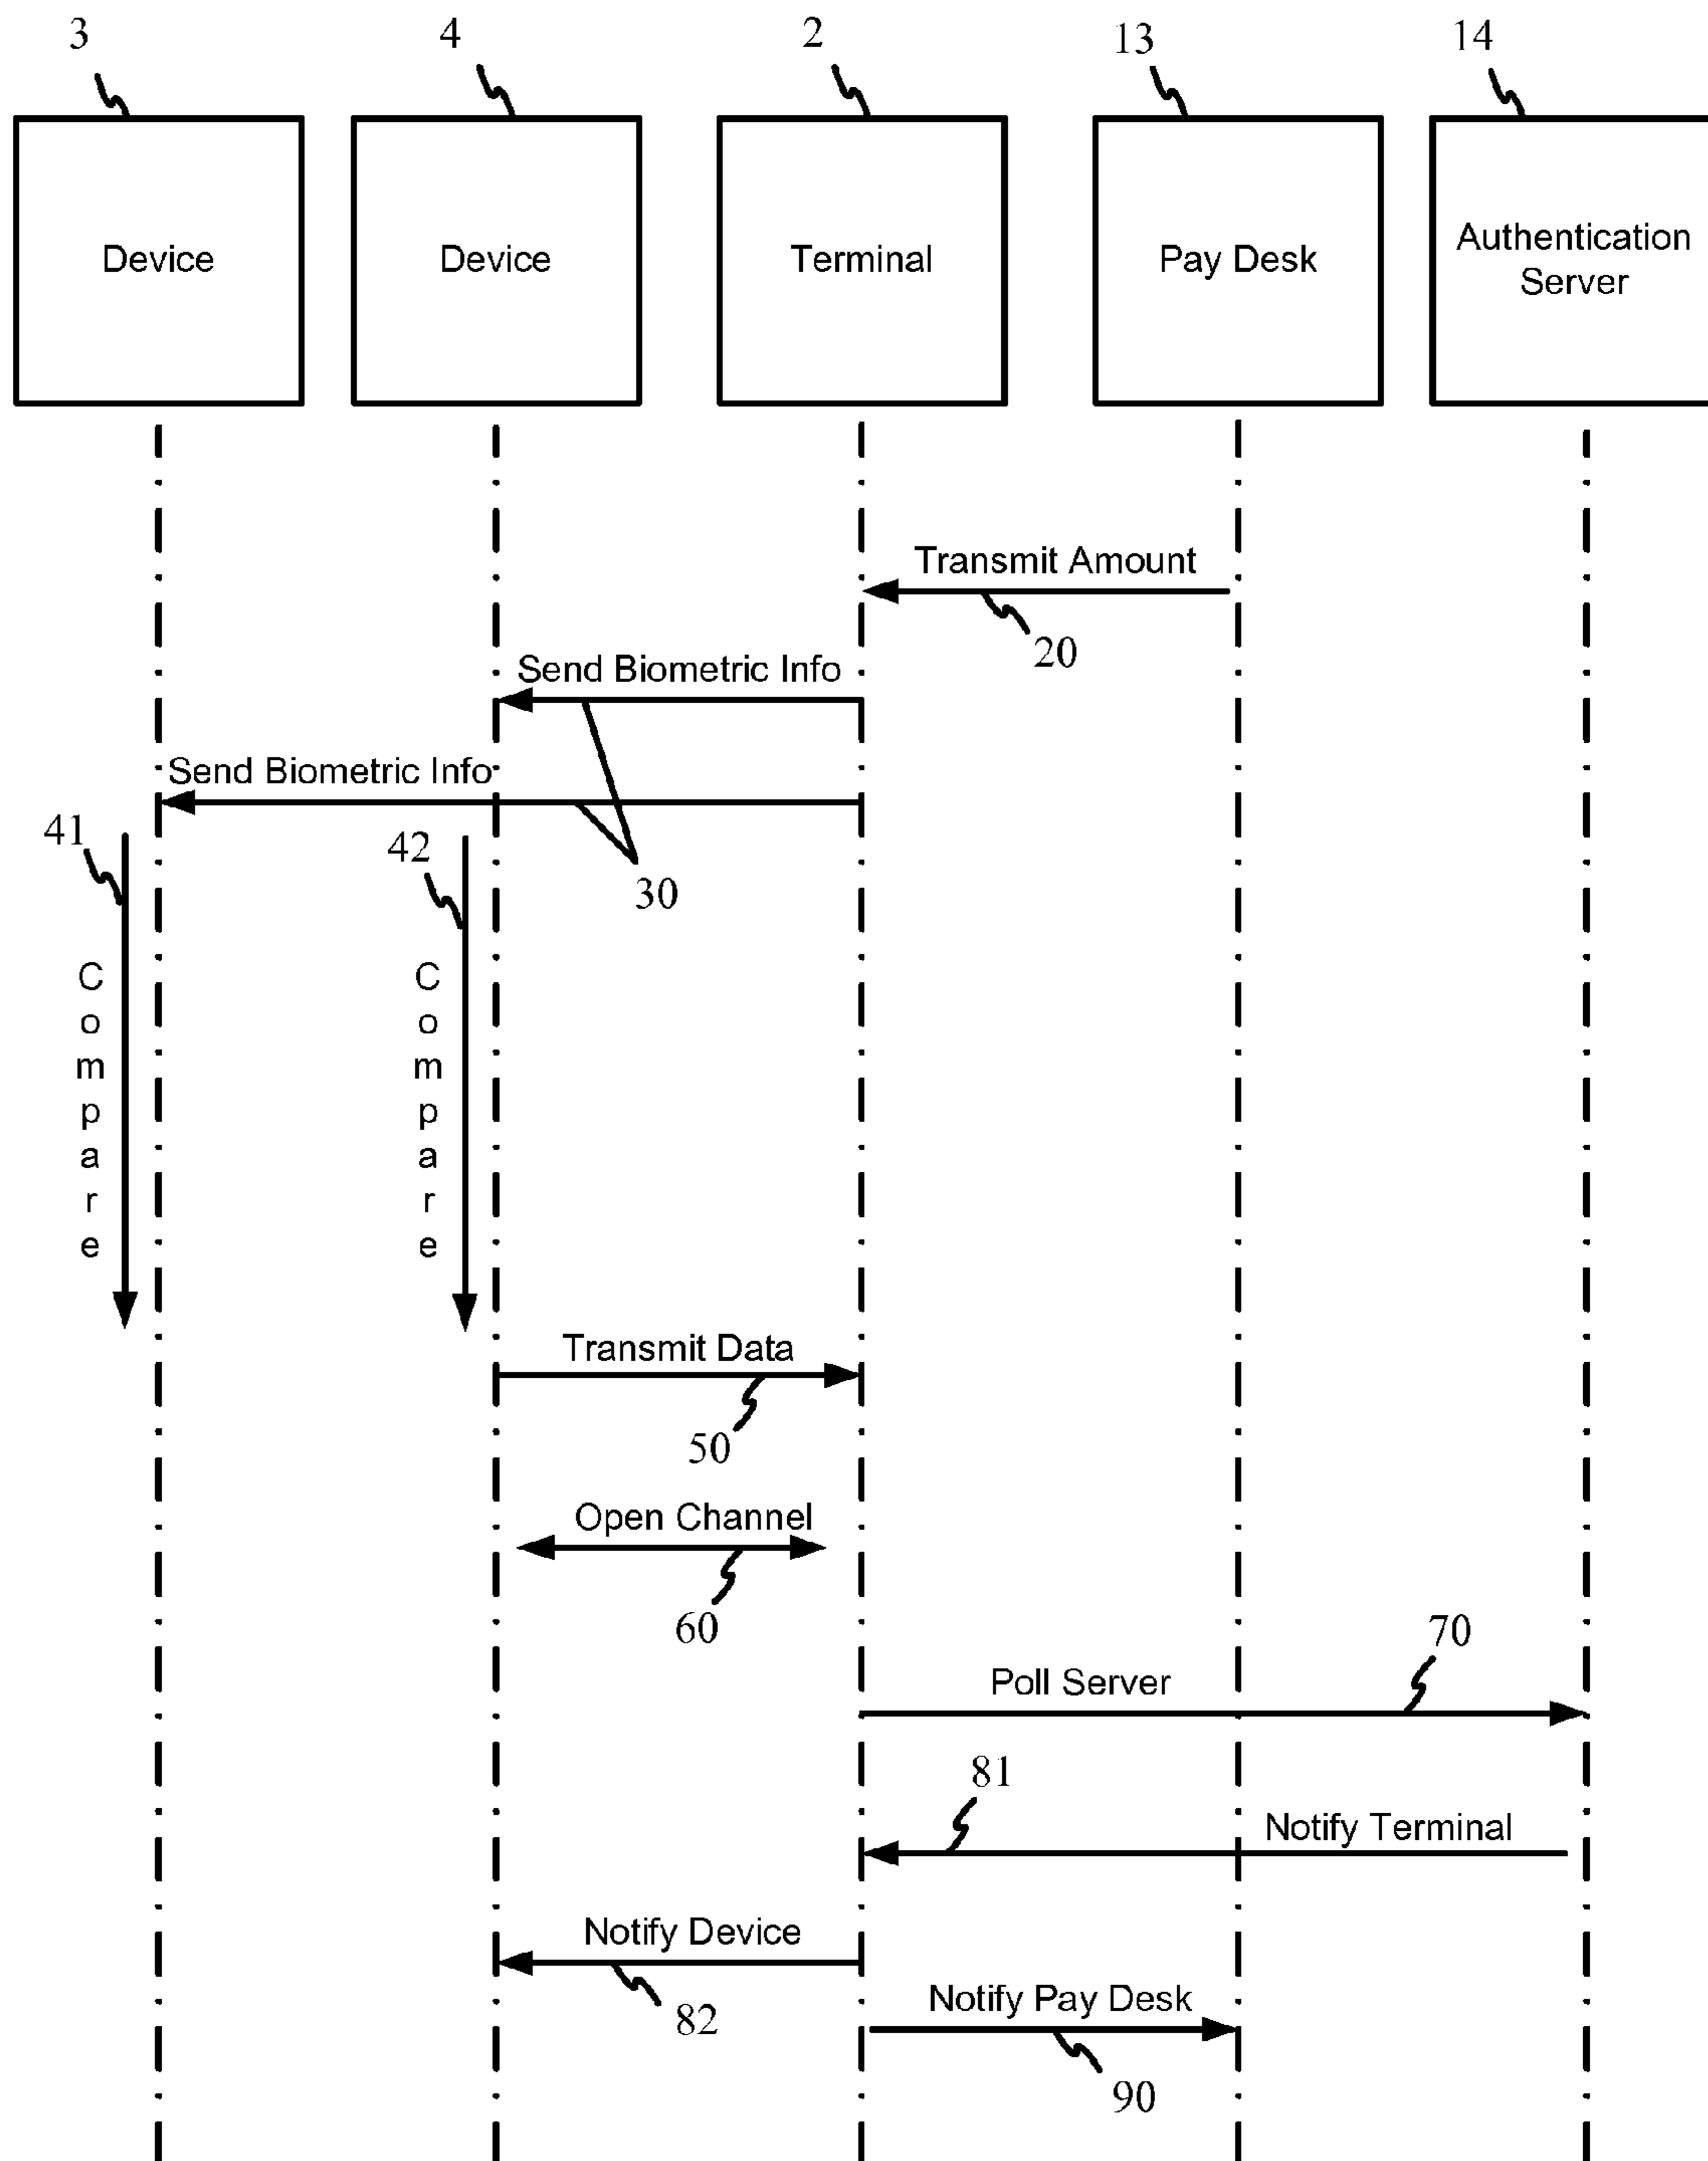 3
4
2
13
14
Device
Device
Terminal
Pay Desk
Authentication
Server
Transmit Amount
20
Send Biometric Info
Send Biometric Info
30
41
42
Compare
Compare
Transmit Data
50
Open Channel
60
70
Poll Server
81
Notify Terminal
Notify Device
82
Notify Pay Desk
90